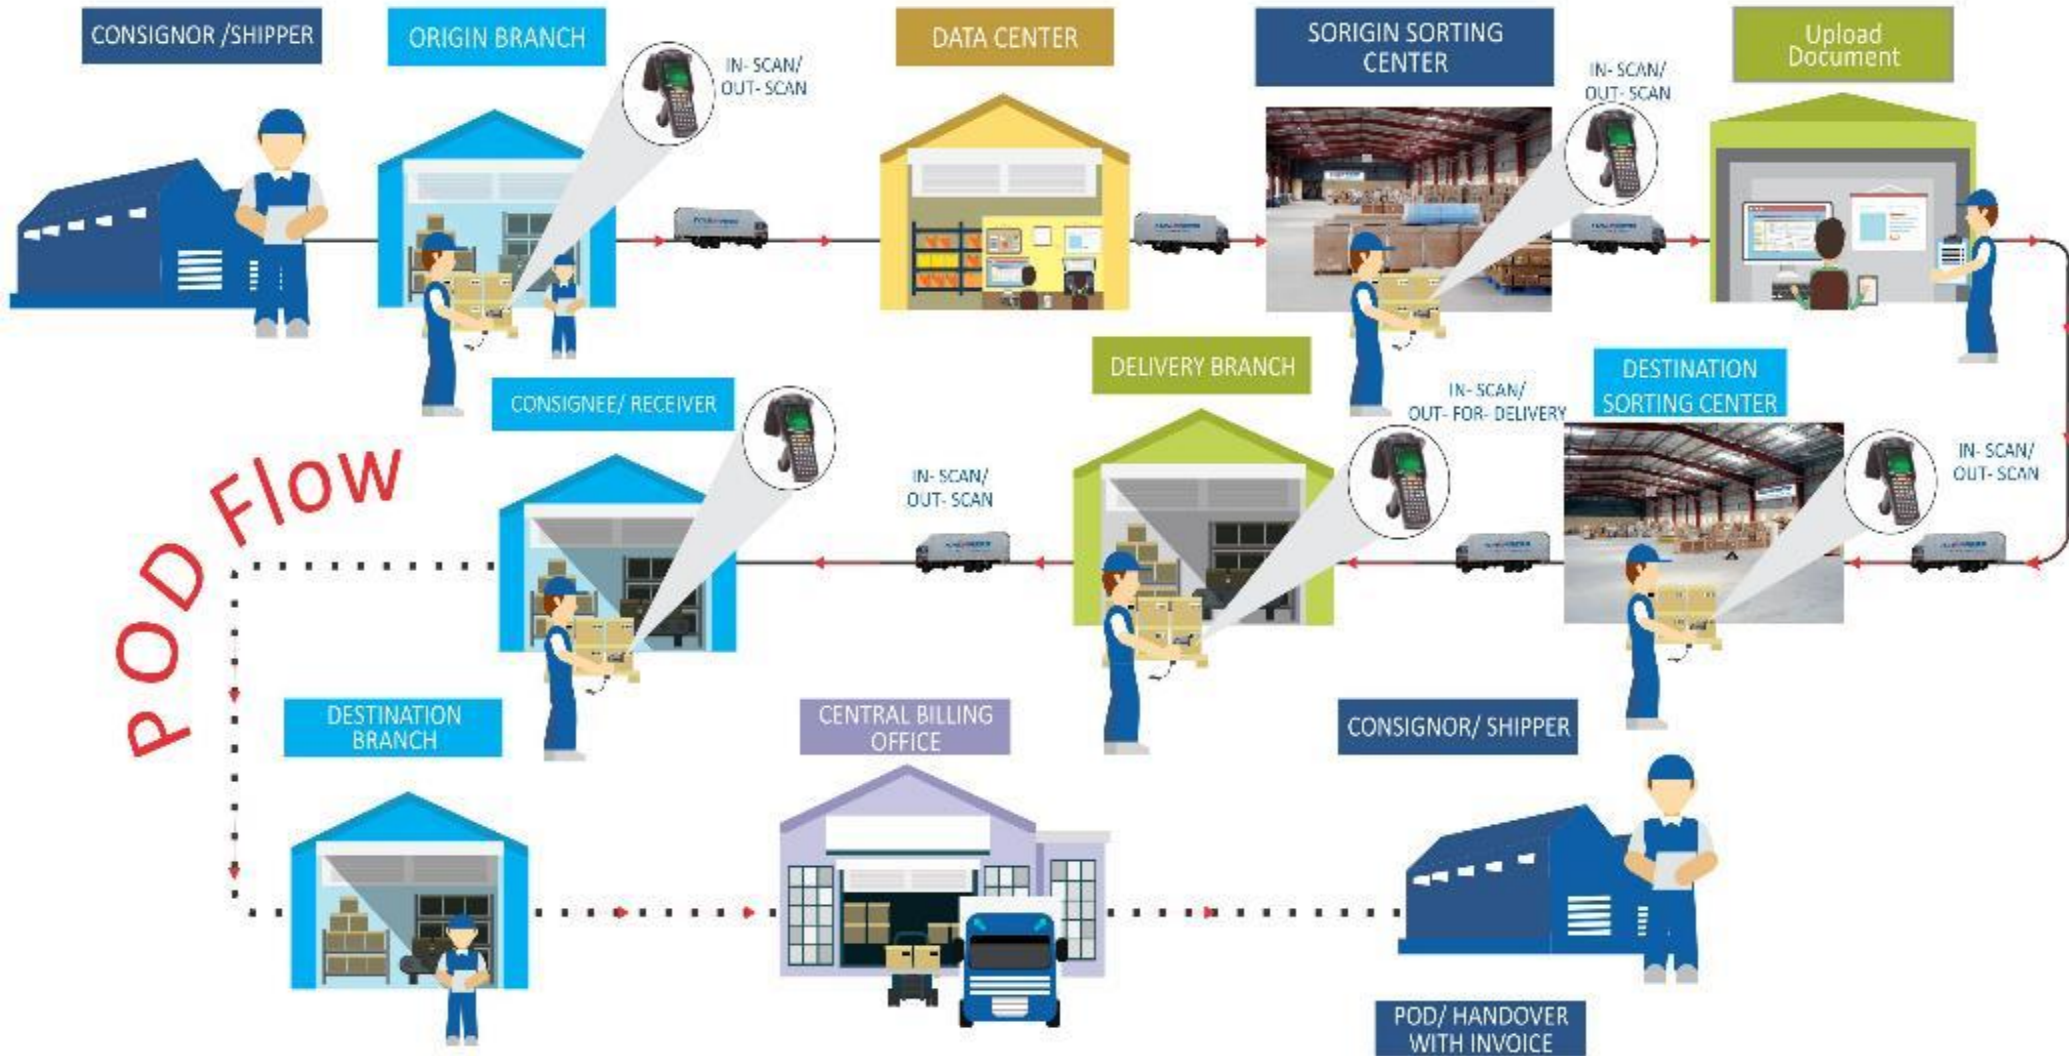 CONSIGNOR /SHIPPER
ORIGIN BRANCH
IN- SCAN/
OUT- SCAN
DATA CENTER
SORIGIN SORTING
CENTER
IN- SCAN/
OUT- SCAN
Upload
Document
CONSIGNEE/ RECEIVER
IN- SCAN/
OUT- SCAN
DELIVERY BRANCH
IN- SCAN/
OUT- FOR- DELIVERY
DESTINATION
SORTING CENTER
IN- SCAN/
OUT- SCAN
POD Flow
DESTINATION
BRANCH
CENTRAL BILLING
OFFICE
CONSIGNOR/ SHIPPER
POD/ HANDOVER
WITH INVOICE